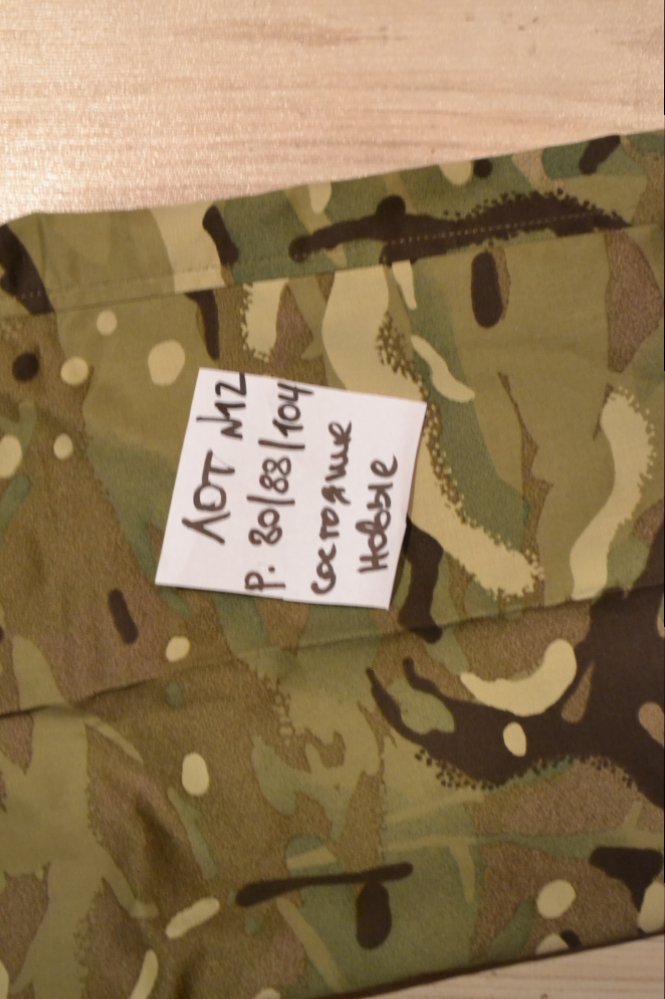 ЛОТ №12
р. 80/88/104
состояние
Новые